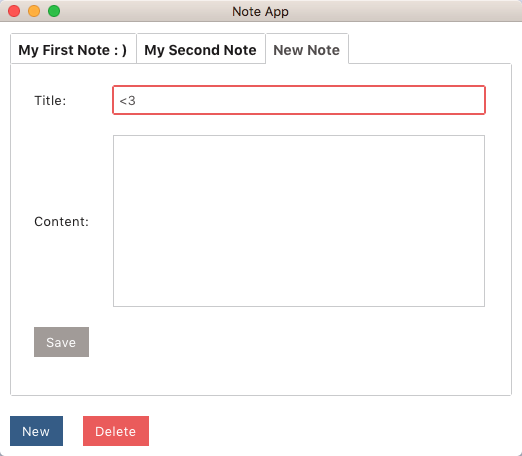 Note App
My First Note : ) My Second Note New Note
Title: <3
Content:
Save
New Delete